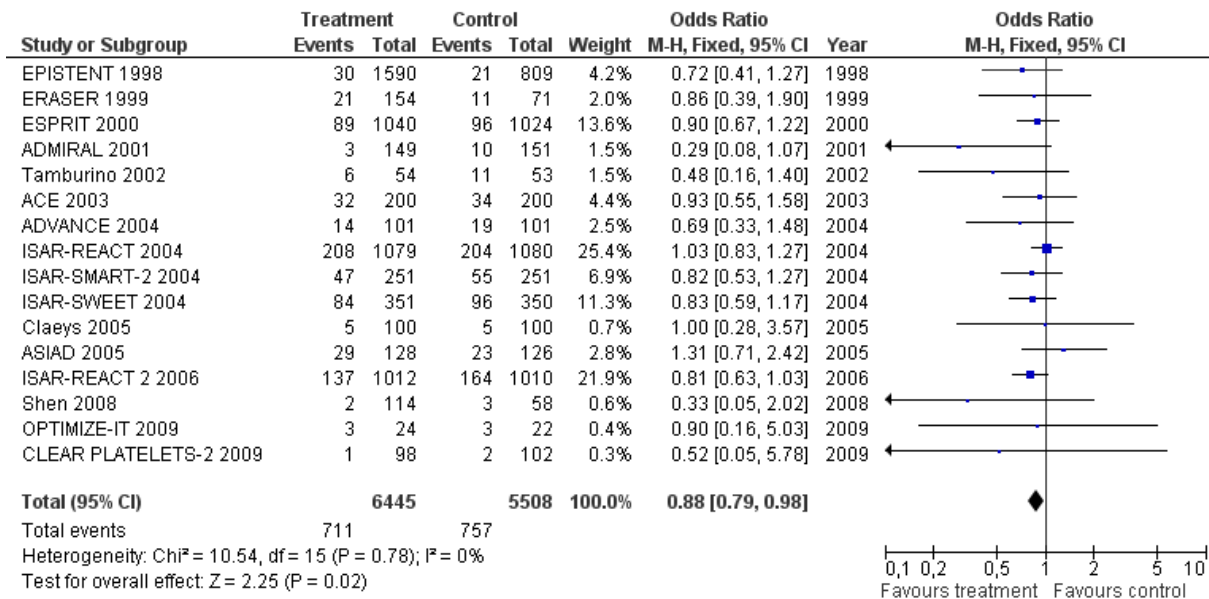 Treatment Control Odds Ratio Odds Ratio
Study or Subgroup Events Total Events Total Weight M-H, Fixed, 95% CI Year M-H, Fixed, 95% CI
EPISTENT 1998 30 1590 21 809 4.2% 0.72 [0.41, 1.27] 1998
ERASER 1999 21 154 11 71 2.0% 0.86 [0.39, 1.90] 1999
ESPRIT 2000 89 1040 96 1024 13.6% 0.90 [0.67, 1.22] 2000
ADMIRAL 2001 3 149 10 151 1.5% 0.29 [0.08, 1.07] 2001
Tamburino 2002 6 54 11 53 1.5% 0.48 [0.16, 1.40] 2002
ACE 2003 32 200 34 200 4.4% 0.93 [0.55, 1.58] 2003
ADVANCE 2004 14 101 19 101 2.5% 0.69 [0.33, 1.48] 2004
ISAR-REACT 2004 208 1079 204 1080 25.4% 1.03 [0.83, 1.27] 2004
ISAR-SMART-2 2004 47 251 55 251 6.9% 0.82 [0.53, 1.27] 2004
ISAR-SWEET 2004 84 351 96 350 11.3% 0.83 [0.59, 1.17] 2004
Claeys 2005 5 100 5 100 0.7% 1.00 [0.28, 3.57] 2005
ASIAD 2005 29 128 23 126 2.8% 1.31 [0.71, 2.42] 2005
ISAR-REACT 2 2006 137 1012 164 1010 21.9% 0.81 [0.63, 1.03] 2006
Shen 2008 2 114 3 58 0.6% 0.33 [0.05, 2.02] 2008
OPTIMIZE-IT 2009 3 24 3 22 0.4% 0.90 [0.16, 5.03] 2009
CLEAR PLATELETS-2 2009 1 98 2 102 0.3% 0.52 [0.05, 5.78] 2009
Total (95% CI) 6445 5508 100.0% 0.88 [0.79, 0.98]
Total events 711 757
Heterogeneity: Chi² = 10.54, df = 15 (P = 0.78); I² = 0%
Test for overall effect: Z = 2.25 (P = 0.02)
0,1 0,2 0,5 1 2 5 10
Favours treatment Favours control